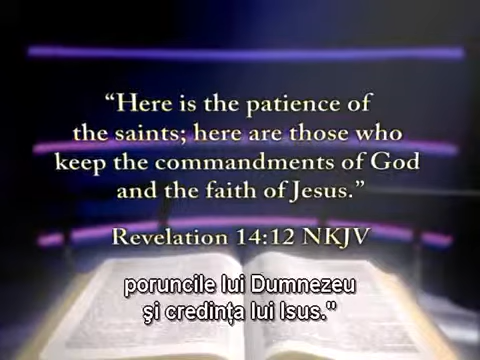 “Here is the patience of
the saints; here are those who
keep the commandments of God
and the faith of Jesus.”
Revelation 14:12 NKJV
poruncile lui Dumnezeu
şi credinţa lui Isus."